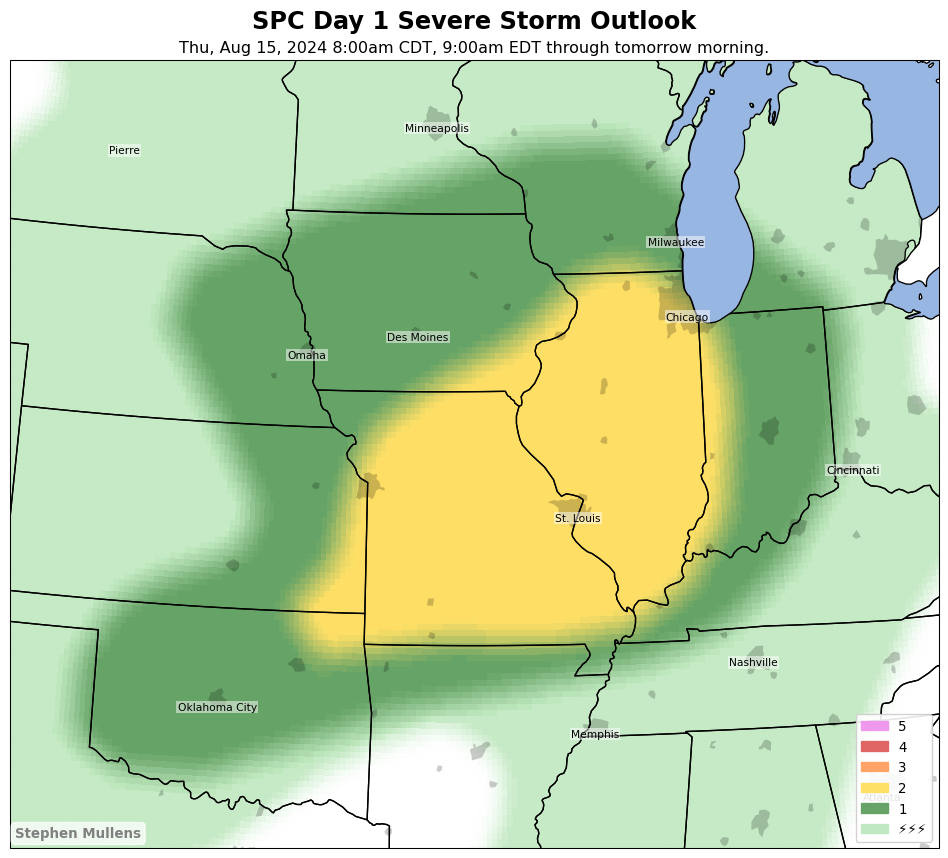 SPC Day 1 Severe Storm Outlook
Thu, Aug 15, 2024 8:00am CDT, 9:00am EDT through tomorrow morning.
Minneapolis
Pierre
Milwaukee
Chicago
Des Moines
Omaha
Cincinnati
St. Louis
Nashville
Oklahoma City
Memphis
Atlanta
5
4
3
2
1
⚡⚡⚡
Stephen Mullens